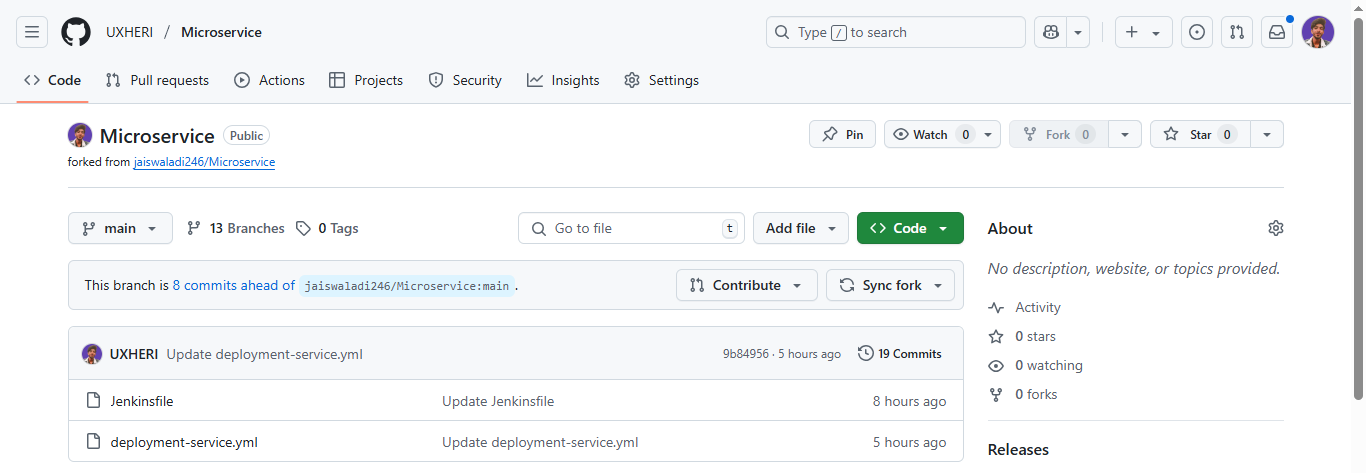 UXHERI / Microservice
Type / to search
Code Pull requests Actions Projects Security Insights Settings
Microservice Public
Pin Watch 0 Fork 0 Star 0
forked from jaiswaladi246/Microservice
main 13 Branches 0 Tags
Go to file t Add file Code
This branch is 8 commits ahead of jaiswaladi246/Microservice:main.
Contribute Sync fork
UXHERI Update deployment-service.yml 9b84956 · 5 hours ago 19 Commits
Jenkinsfile Update Jenkinsfile 8 hours ago
deployment-service.yml Update deployment-service.yml 5 hours ago
About
No description, website, or topics provided.
Activity
0 stars
0 watching
0 forks
Releases